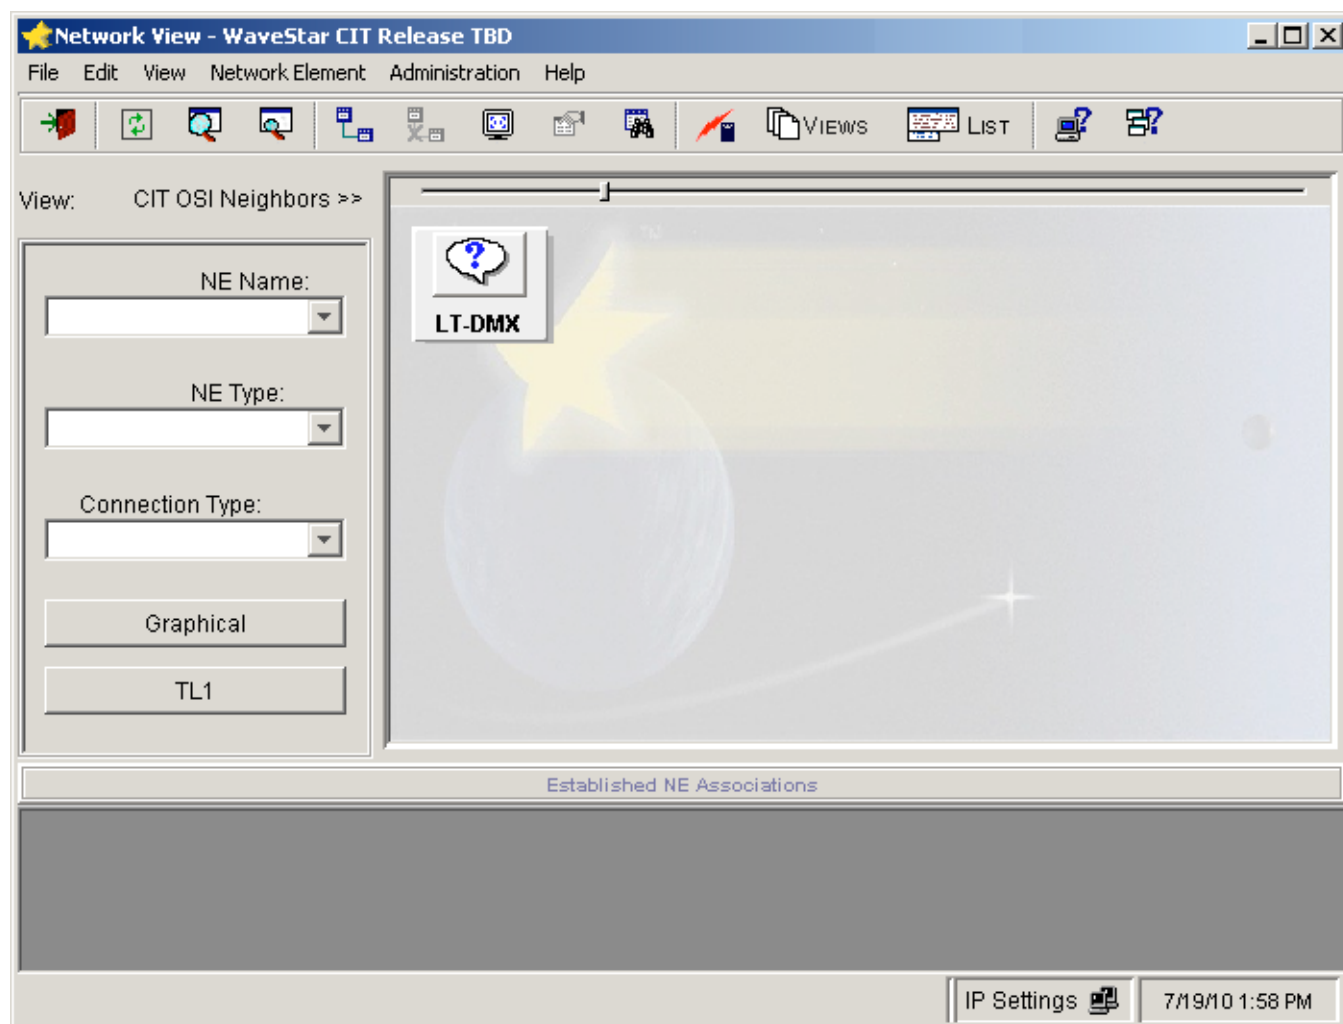 Network View - WaveStar CIT Release TBD
File Edit View Network Element Administration Help
VIEWS LIST
View: CIT OSI Neighbors >>
NE Name:
NE Type:
Connection Type:
Graphical
TL1
LT-DMX
Established NE Associations
IP Settings 7/19/10 1:58 PM